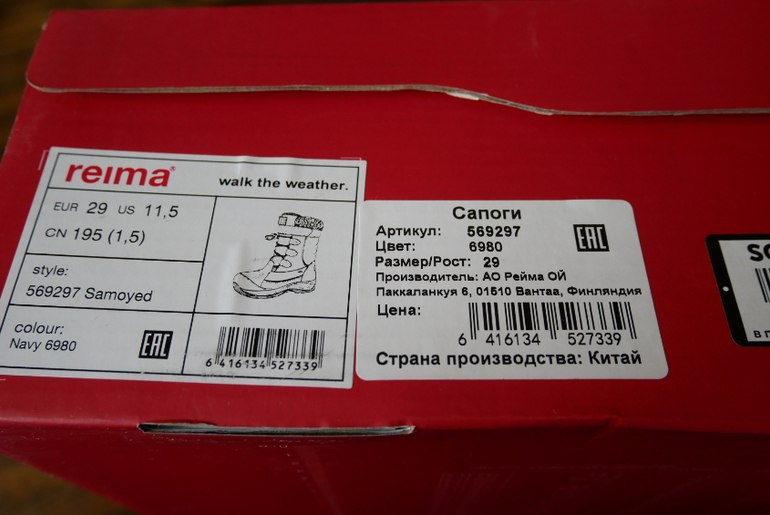 reima
walk the weather.
EUR 29 US 11,5
CN 195 (1,5)
style:
569297 Samoyed
colour:
Navy 6980
EAC
6 416134 527339
Сапоги
Артикул: 569297
Цвет: 6980
Размер/Рост: 29
Производитель: АО Рейма ОЙ
Паккаланкуя 6, 01510 Вантаа, Финляндия
Цена:
EAC
6 416134 527339
Страна производства: Китай